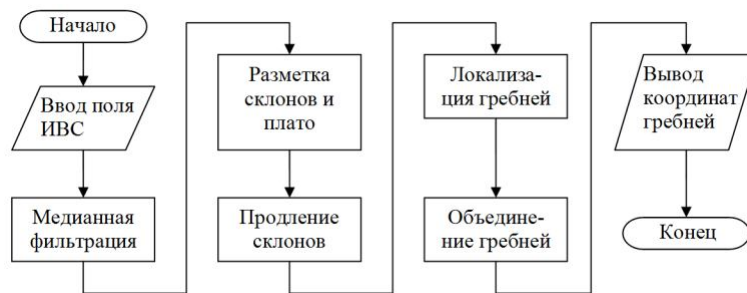 Начало
Ввод поля
ИВС
Медианная
фильтрация
Разметка
склонов и
плато
Продление
склонов
Локализа-
ция гребней
Объедине-
ние гребней
Вывод
координат
гребней
Конец